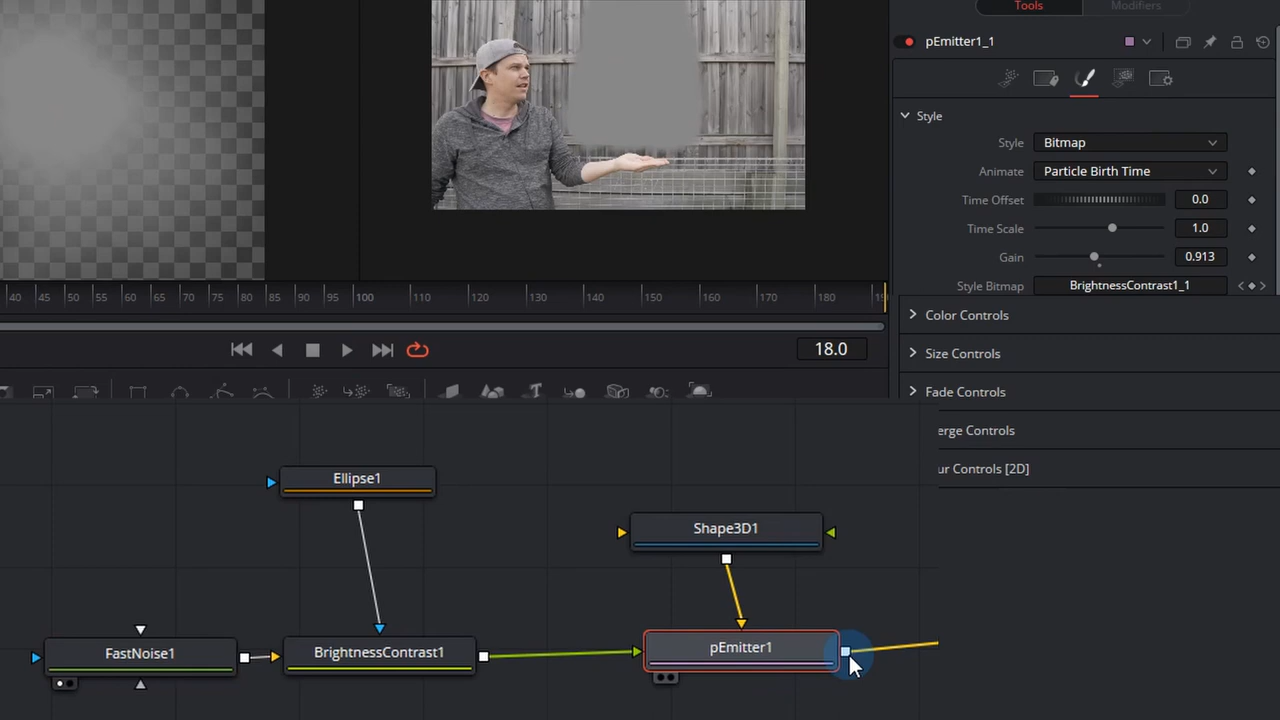 Tools Modifiers
pEmitter1_1
Style
Style Bitmap
Animate Particle Birth Time
Time Offset 0.0
Time Scale 1.0
Gain 0.913
Style Bitmap BrightnessContrast1_1
40 45 50 55 60 65 70 75 80 85 90 95 100 110 120 130 140 150 160 170 180
Color Controls
18.0
Size Controls
Fade Controls
erge Controls
ur Controls [2D]
Ellipse1
Shape3D1
FastNoise1
BrightnessContrast1
pEmitter1